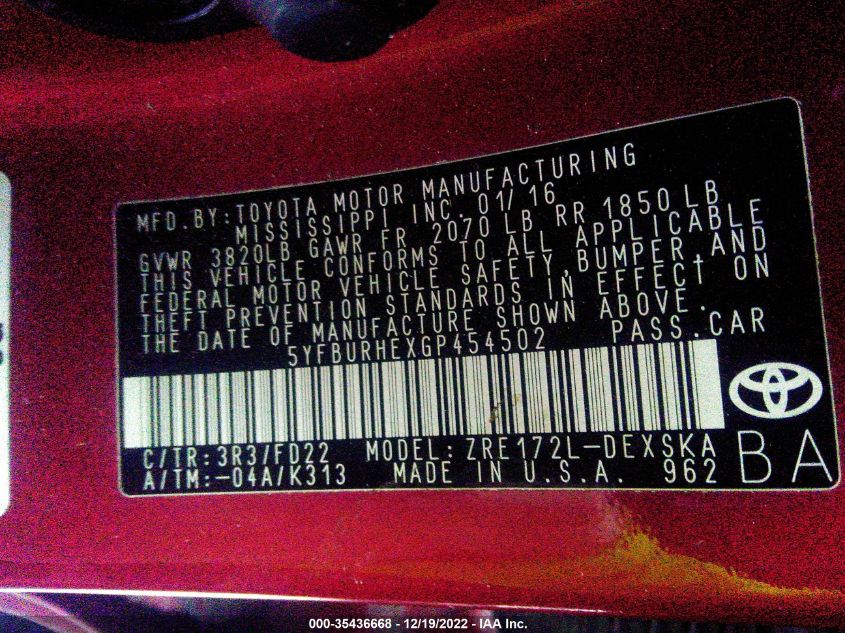 MFD.BY:TOYOTA MOTOR MANUFACTURING
MISSISSIPPI INC. 01/16
GVWR 3820LB GAWR FR 2070 LB RR 1850 LB
THIS VEHICLE CONFORMS TO ALL APPLICABLE
FEDERAL MOTOR VEHICLE SAFETY,BUMPER,AND
THEFT PREVENTION STANDARDS IN EFFECT ON
THE DATE OF MANUFACTURE SHOWN ABOVE.
5YFBURHEXGP454502 PASS.CAR
C/TR:3R3/FD22 MODEL:ZRE172L-DEXSKA
A/TM:-04A/K313 MADE IN U.S.A. 962
BA
000-35436668 - 12/19/2022 - IAA Inc.